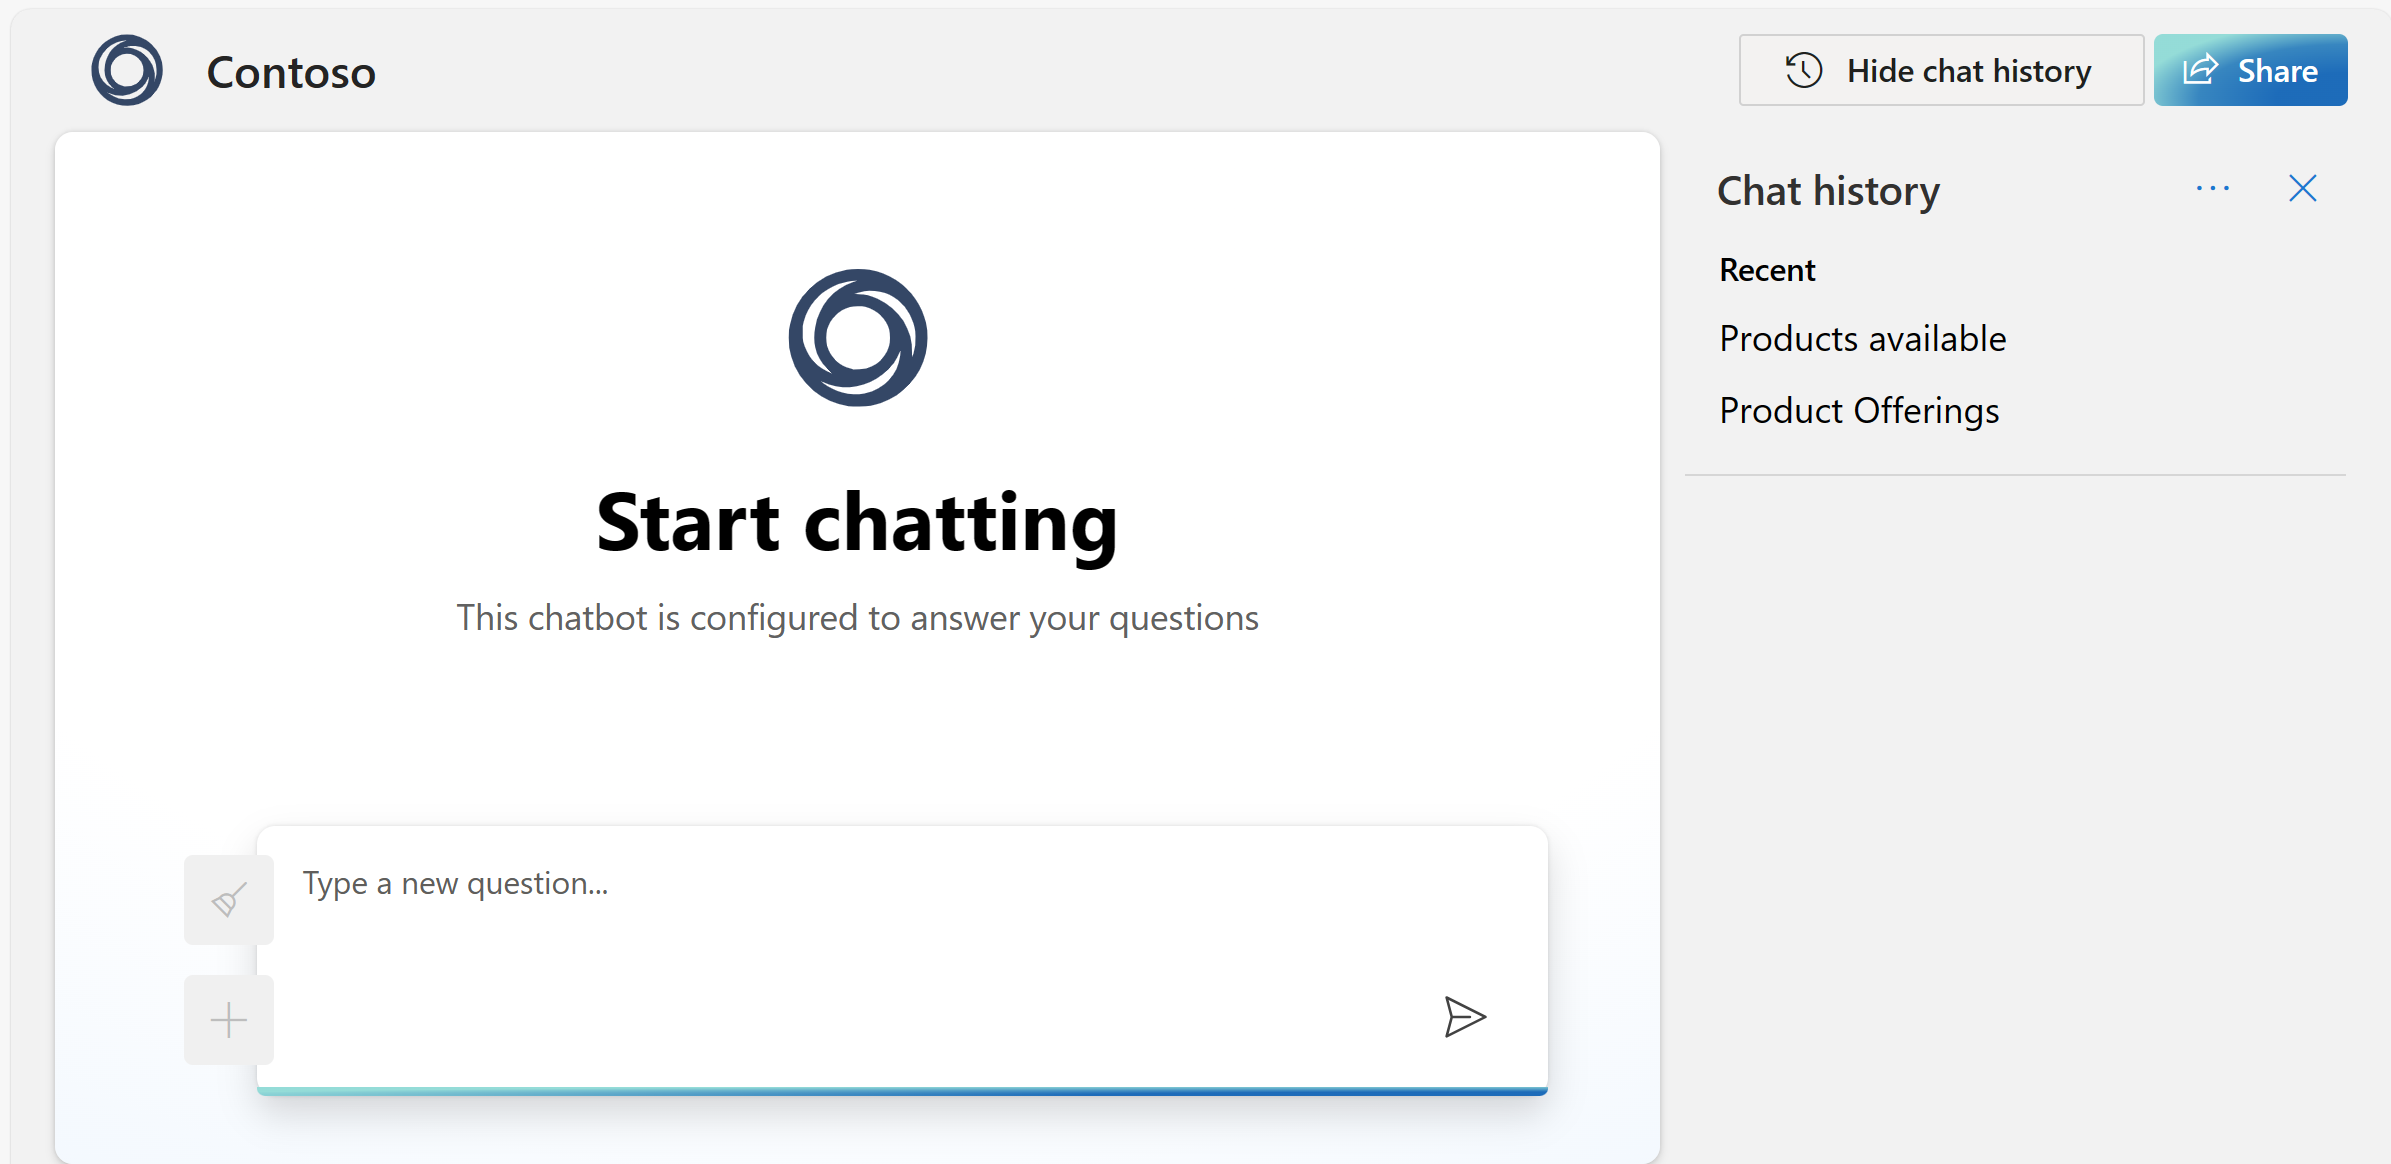 Contoso
Hide chat history
Share
Start chatting
This chatbot is configured to answer your questions
Type a new question...
Chat history
Recent
Products available
Product Offerings